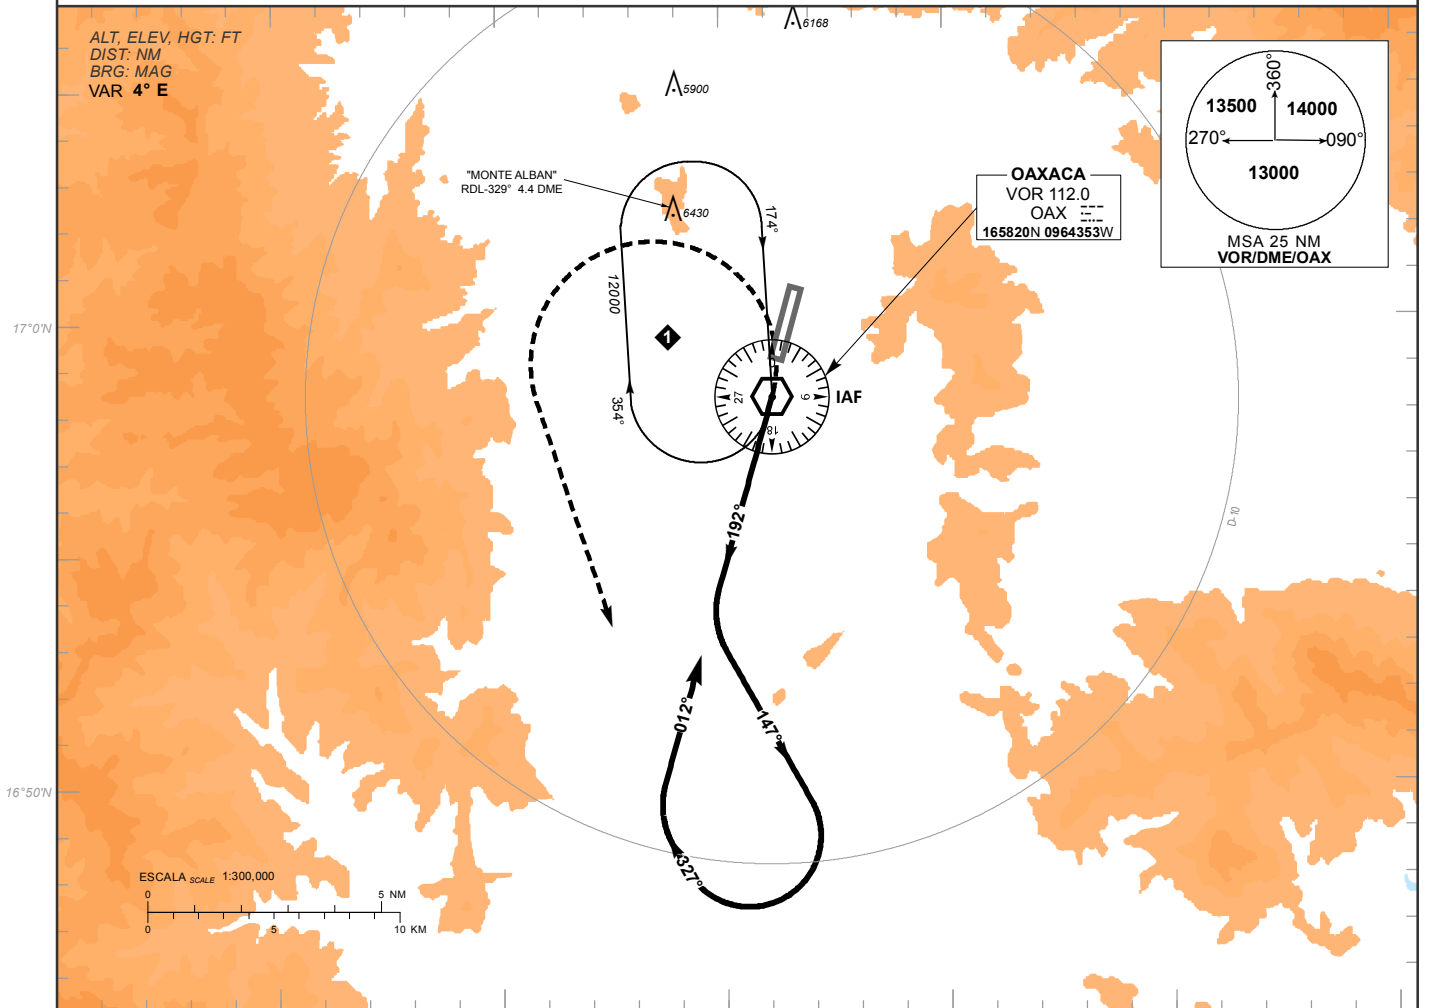 ALT, ELEV, HGT: FT
DIST: NM
BRG: MAG
VAR 4° E
6168
5900
"MONTE ALBAN"
RDL-329° 4.4 DME
6430
174°
12000
354°
1
OAXACA
VOR 112.0
OAX
165820N 0964353W
360°
13500
14000
270°
090°
13000
MSA 25 NM
VOR/DME/OAX
17°0'N
0
27
9
18
IAF
192°
D-10
012°
147°
327°
16°50'N
ESCALA SCALE 1:300,000
0
5 NM
0
5
10 KM